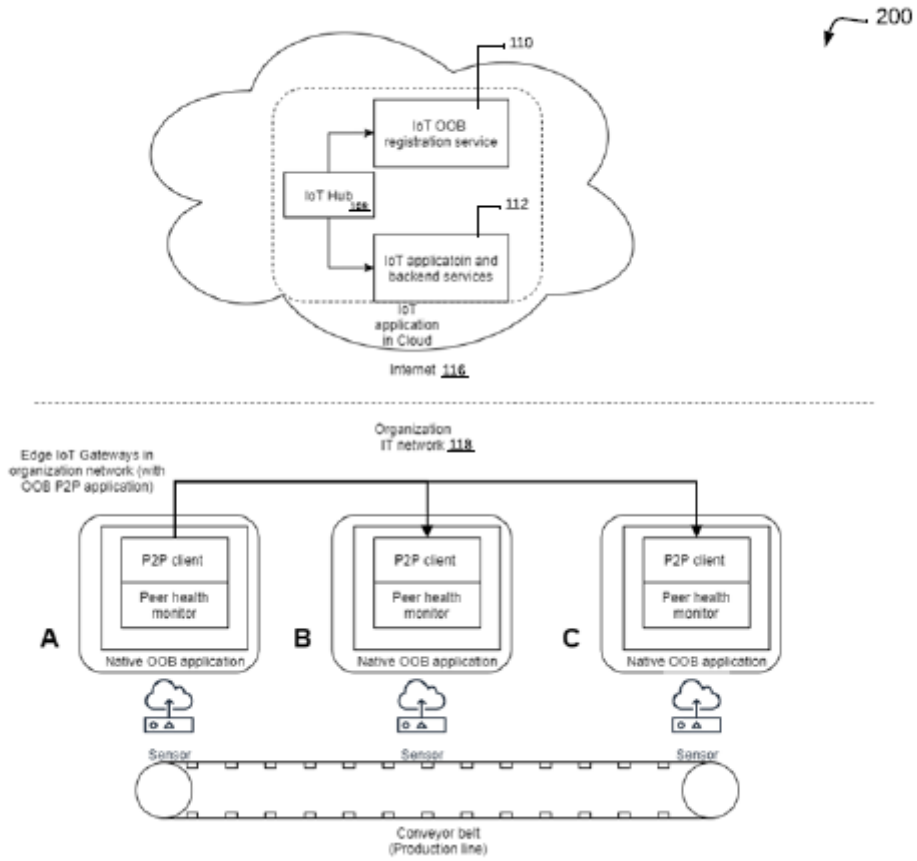 200
110
IoT OOB
registration service
IoT Hub
108
112
IoT applicatoin and
backend services
IoT
application
in Cloud
Internet 116
Organization
IT network 118
Edge IoT Gateways in
organization network (with
OOB P2P application)
P2P client
Peer health
monitor
A
Native OOB application
P2P client
Peer health
monitor
B
Native OOB application
P2P client
Peer health
monitor
C
Native OOB application
Sensor
Sensor
Sensor
Conveyor belt
(Production line)